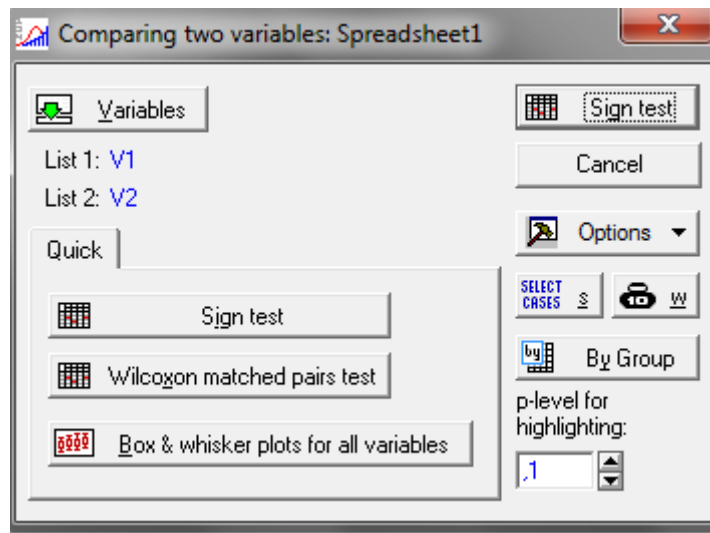 Comparing two variables: Spreadsheet1
Variables
List 1: V1
List 2: V2
Quick
Sign test
Wilcoxon matched pairs test
Box & whisker plots for all variables
Sign test
Cancel
Options
SELECT CASES S
W
By Group
by
p-level for
highlighting:
,1